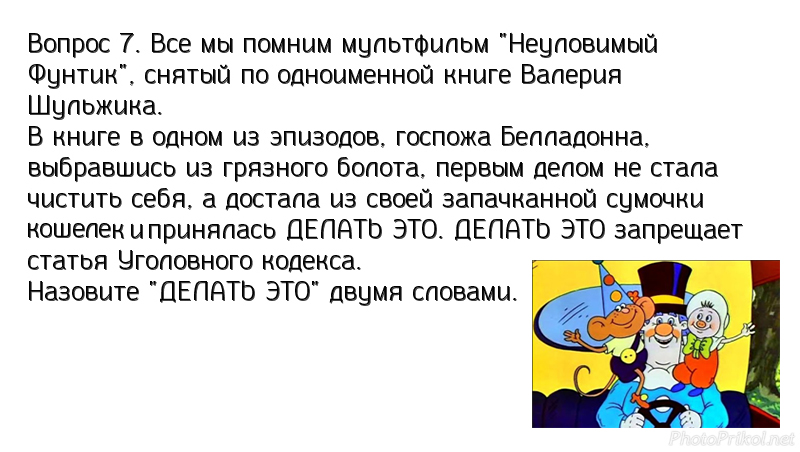 Вопрос 7. Все мы помним мультфильм "Неуловимый
Фунтик", снятый по одноименной книге Валерия
Шульжика.
В книге в одном из эпизодов, госпожа Белладонна,
выбравшись из грязного болота, первым делом не стала
чистить себя, а достала из своей запачканной сумочки
кошелек и принялась ДЕЛАТЬ ЭТО. ДЕЛАТЬ ЭТО запрещает
статья Уголовного кодекса.
Назовите "ДЕЛАТЬ ЭТО" двумя словами.
PhotoPrikol.net